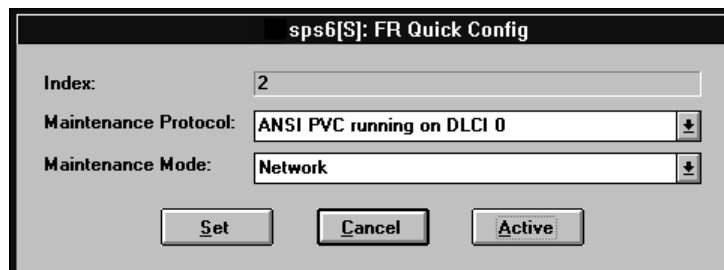 sps6[S]: FR Quick Config
Index: 2
Maintenance Protocol: ANSI PVC running on DLCI 0
Maintenance Mode: Network
Set Cancel Active